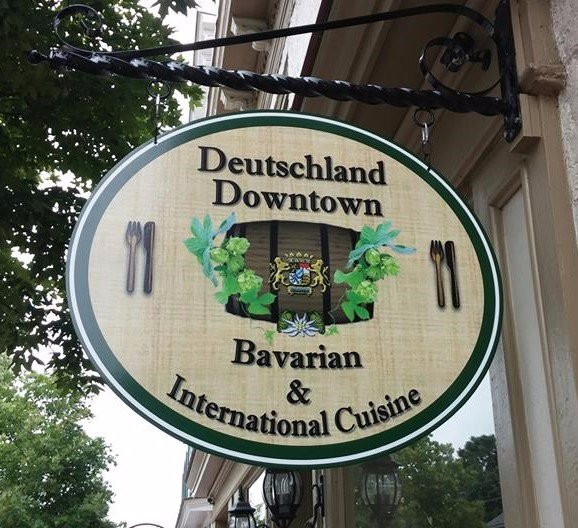 Deutschland
Downtown
Bavarian
&
International Cuisine